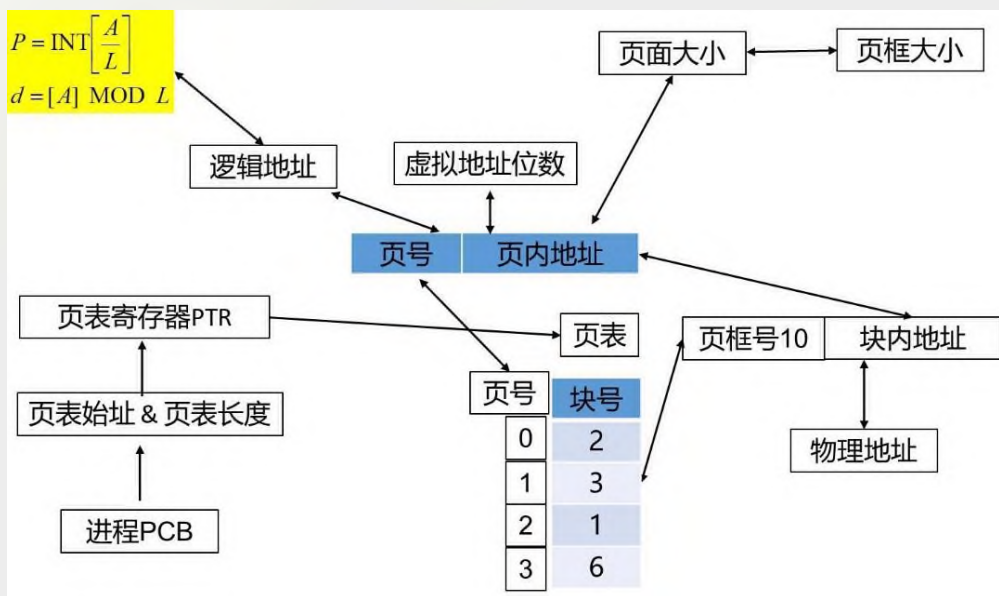 P = INT[A/L]
d = [A] MOD L
页面大小
页框大小
逻辑地址
虚拟地址位数
页号 页内地址
页表寄存器PTR
页表
页框号10 块内地址
页表始址 & 页表长度
页号 块号
0 2
1 3
2 1
3 6
物理地址
进程PCB